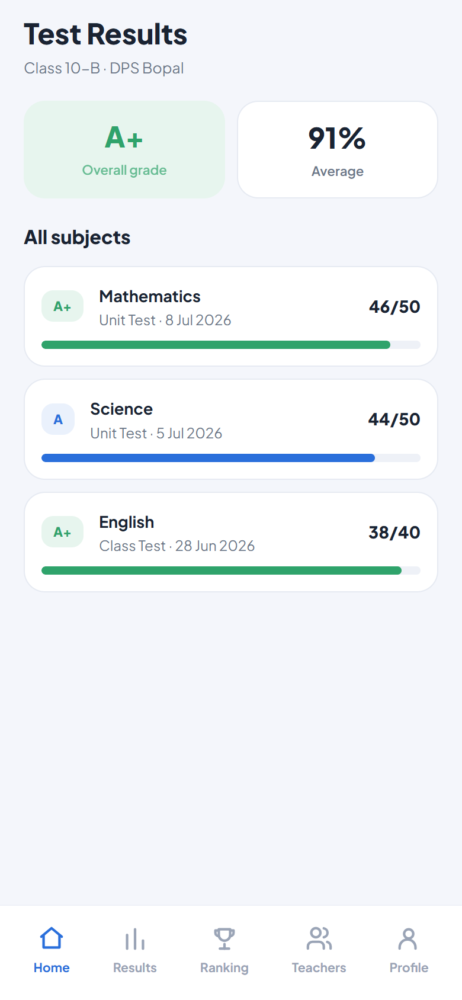 Test Results
Class 10–B · DPS Bopal
A+
Overall grade
91%
Average
All subjects
A+
Mathematics
Unit Test · 8 Jul 2026
46/50
A
Science
Unit Test · 5 Jul 2026
44/50
A+
English
Class Test · 28 Jun 2026
38/40
Home
Results
Ranking
Teachers
Profile